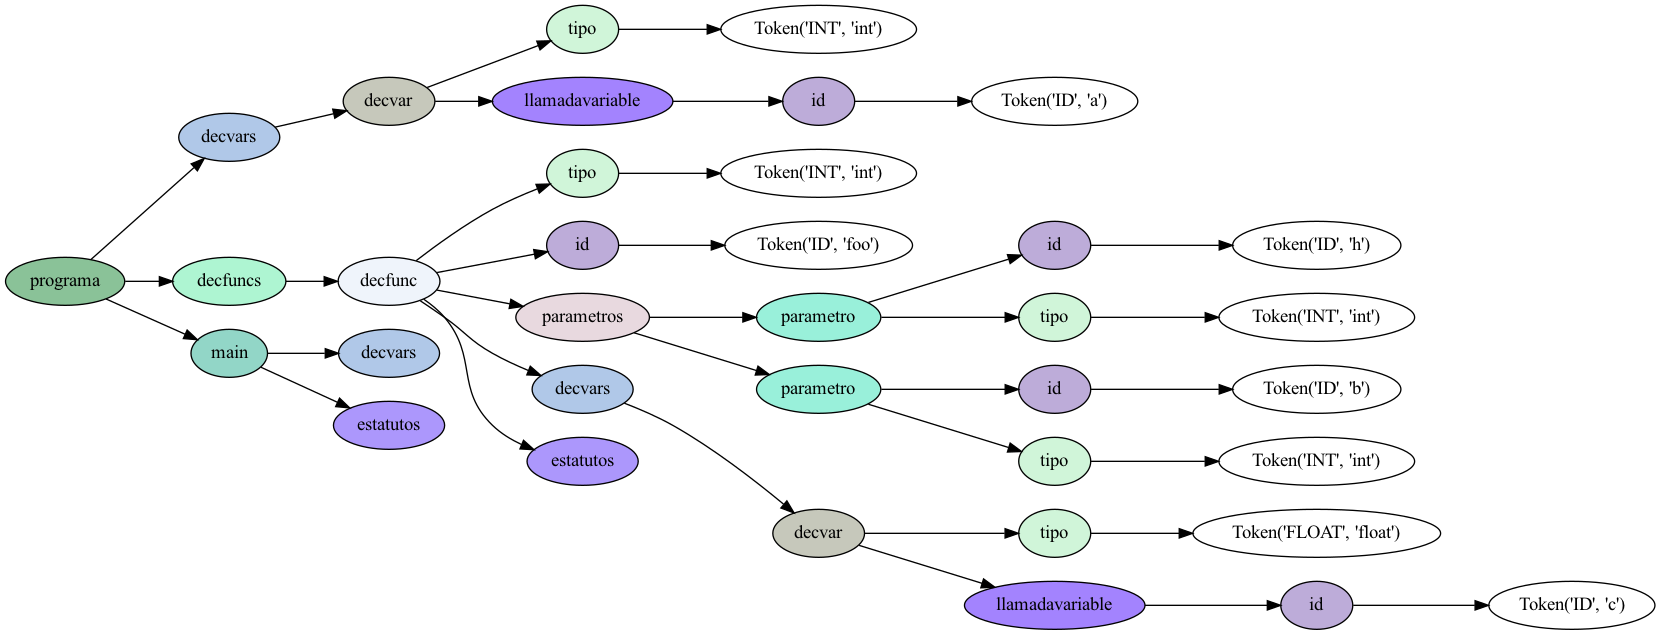 tipo
Token('INT', 'int')
decvar
llamadavariable
id
Token('ID', 'a')
decvars
tipo
Token('INT', 'int')
id
Token('ID', 'foo')
id
Token('ID', 'h')
programa
decfuncs
decfunc
parametros
parametro
tipo
Token('INT', 'int')
main
decvars
decvars
parametro
id
Token('ID', 'b')
estatutos
estatutos
tipo
Token('INT', 'int')
decvar
tipo
Token('FLOAT', 'float')
llamadavariable
id
Token('ID', 'c')